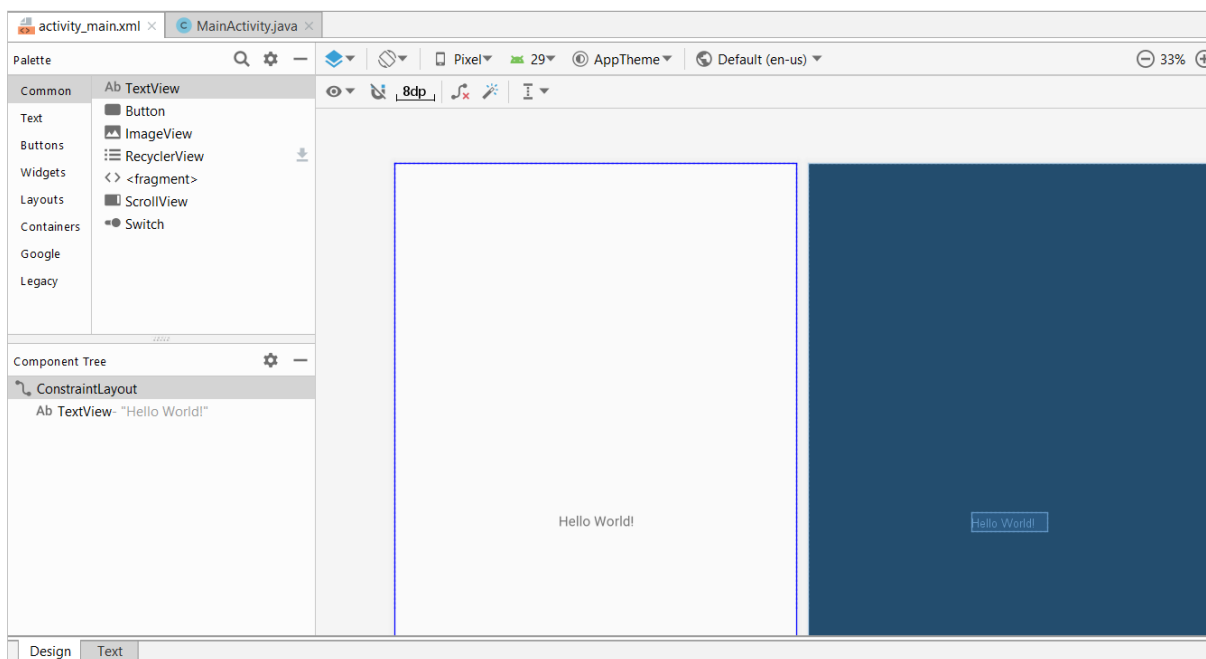 activity_main.xml MainActivity.java
Palette Pixel 29 AppTheme Default (en-us) 33%
Common Ab TextView 8dp
Button
Text
ImageView
Buttons
RecyclerView
Widgets
<fragment>
Layouts ScrollView
Containers Switch
Google
Legacy
Component Tree
ConstraintLayout
Ab TextView- "Hello World!"
Hello World! Hello World!
Design Text